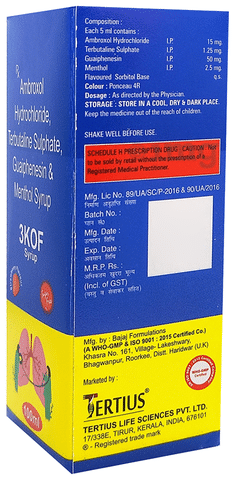 Ambroxol
Hydrochloride,
Terbutaline Sulphate,
Guaiphenesin &
Menthol Syrup
3KOF
Syrup
100ml
Composition :
Each 5 ml contains :
Ambroxol Hydrochloride I.P. 15 mg
Terbutaline Sulphate I.P. 1.25 mg
Guaiphenesin I.P. 50 mg
Menthol I.P. 2.5 mg
Flavoured Sorbitol Base q.s.
Colour : Ponceau 4R
Dosage : As directed by the Physician.
STORAGE : STORE IN A COOL, DRY & DARK PLACE.
Keep the medicine out of the reach of children.
SHAKE WELL BEFORE USE.
SCHEDULE H PRESCRIPTION DRUG - CAUTION : Not
to be sold by retail without the prescription of a
Registered Medical Practitioner.
Mfg. Lic No. 89/UA/SC/P-2016 & 90/UA-2016
Batch No. :
Mfg. Date :
Exp. Date :
M.R.P. Rs. :
(Incl. of GST)
Mfg. by : Bajaj Formulations
(A WHO-GMP & ISO 9001 : 2015 Certified Co.)
Khasra No. 161, Village- Lakeshwary,
Bhagwanpur, Roorkee, Distt. Haridwar (U.K)
WHO-GMP
Marketed by :
TERTIUS®
TERTIUS LIFE SCIENCES PVT. LTD.
17/338E, TIRUR, KERALA, INDIA, 676101
® - Registered trade mark